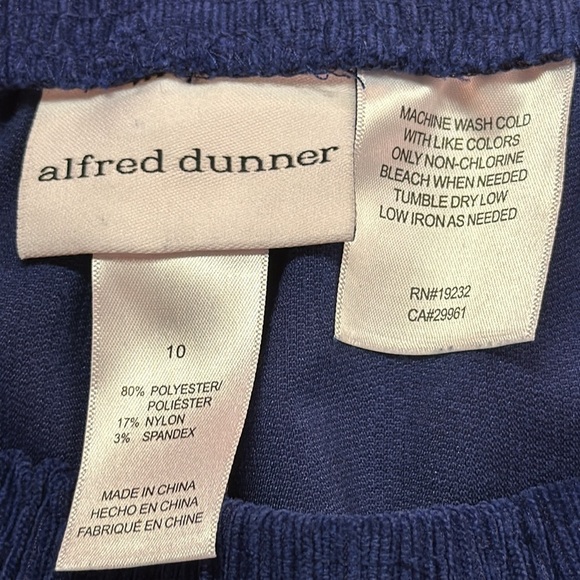 alfred dunner
MACHINE WASH COLD
WITH LIKE COLORS
ONLY NON-CHLORINE
BLEACH WHEN NEEDED
TUMBLE DRY LOW
LOW IRON AS NEEDED
RN#19232
CA#29961
10
80% POLYESTER/
POLIÉSTER
17% NYLON
3% SPANDEX
MADE IN CHINA
HECHO EN CHINA
FABRIQUÉ EN CHINE